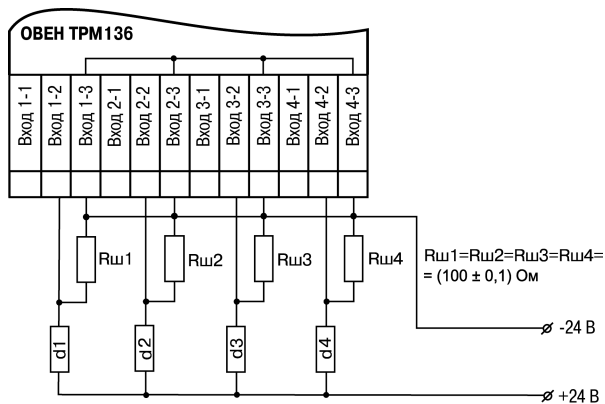 ОВЕН ТРМ136
Вход 1-1
Вход 1-2
Вход 1-3
Вход 2-1
Вход 2-2
Вход 2-3
Вход 3-1
Вход 3-2
Вход 3-3
Вход 4-1
Вход 4-2
Вход 4-3
Rш1
Rш2
Rш3
Rш4
Rш1=Rш2=Rш3=Rш4=
= (100 ± 0,1) Ом
d1
d2
d3
d4
-24 В
+24 В